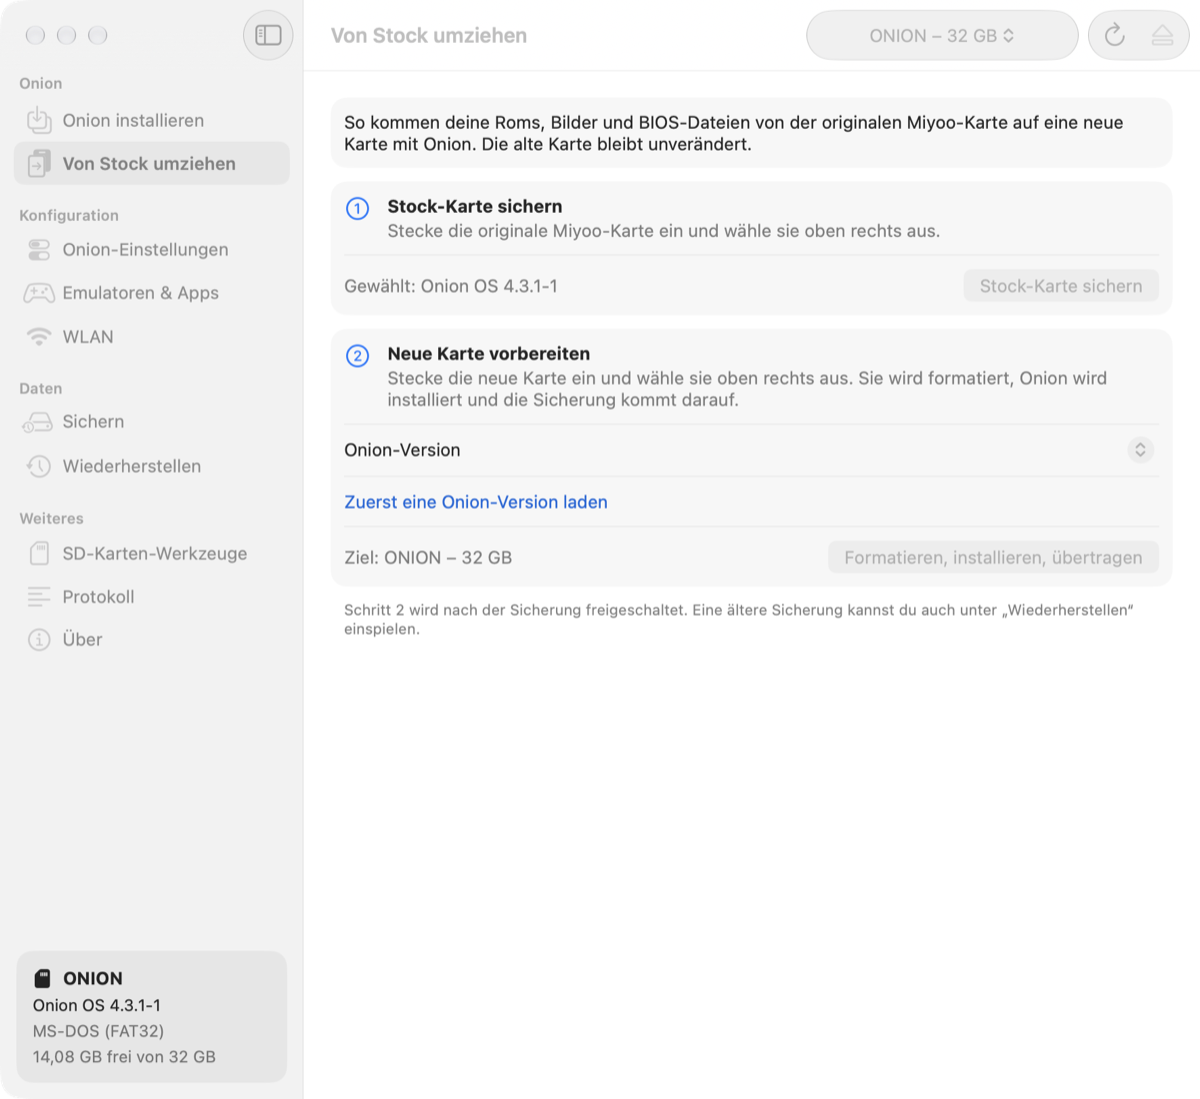 Von Stock umziehen
ONION – 32 GB
Onion
Onion installieren
Von Stock umziehen
Konfiguration
Onion-Einstellungen
Emulatoren & Apps
WLAN
Daten
Sichern
Wiederherstellen
Weiteres
SD-Karten-Werkzeuge
Protokoll
Über
ONION
Onion OS 4.3.1-1
MS-DOS (FAT32)
14,08 GB frei von 32 GB
So kommen deine Roms, Bilder und BIOS-Dateien von der originalen Miyoo-Karte auf eine neue
Karte mit Onion. Die alte Karte bleibt unverändert.
1 Stock-Karte sichern
Stecke die originale Miyoo-Karte ein und wähle sie oben rechts aus.
Gewählt: Onion OS 4.3.1-1
Stock-Karte sichern
2 Neue Karte vorbereiten
Stecke die neue Karte ein und wähle sie oben rechts aus. Sie wird formatiert, Onion wird
installiert und die Sicherung kommt darauf.
Onion-Version
Zuerst eine Onion-Version laden
Ziel: ONION – 32 GB
Formatieren, installieren, übertragen
Schritt 2 wird nach der Sicherung freigeschaltet. Eine ältere Sicherung kannst du auch unter „Wiederherstellen“
einspielen.